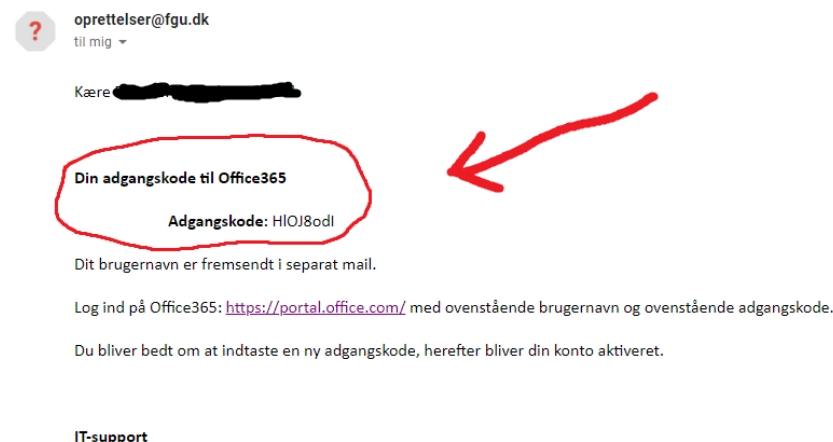 ?
oprettelser@fgu.dk
til mig
Kære
Din adgangskode til Office365
Adgangskode: HlOJ8odl
Dit brugernavn er fremsendt i separat mail.
Log ind på Office365: https://portal.office.com/ med ovenstående brugernavn og ovenstående adgangskode.
Du bliver bedt om at indtaste en ny adgangskode, herefter bliver din konto aktiveret.
IT-support